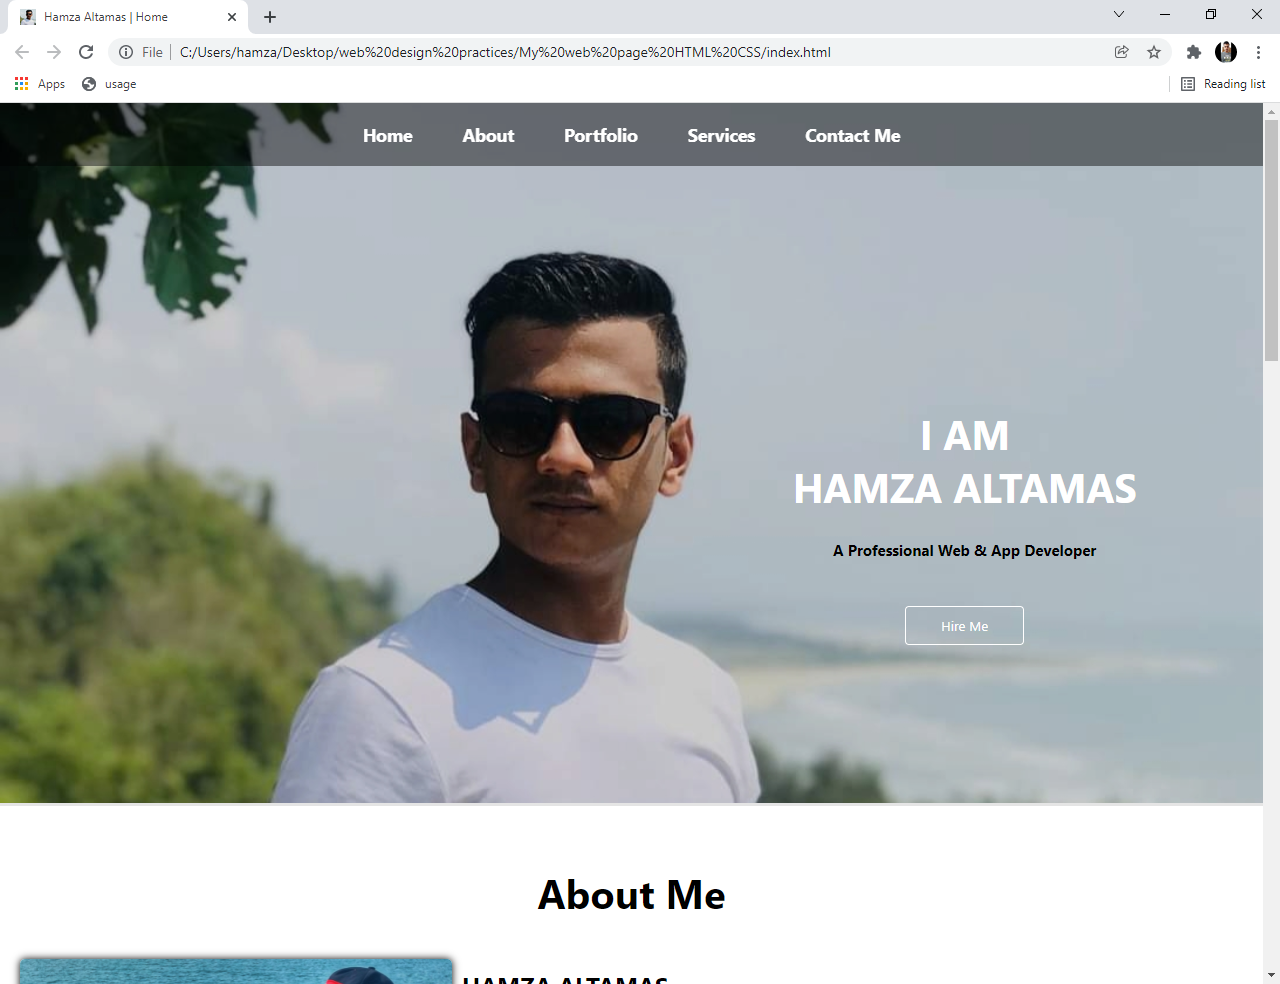 Hamza Altamas | Home
File
C:/Users/hamza/Desktop/web%20design%20practices/My%20web%20page%20HTML%20CSS/index.html
Apps usage Reading list
Home About Portfolio Services Contact Me
I AM
HAMZA ALTAMAS
A Professional Web & App Developer
Hire Me
About Me
HAMZA ALTAMAS